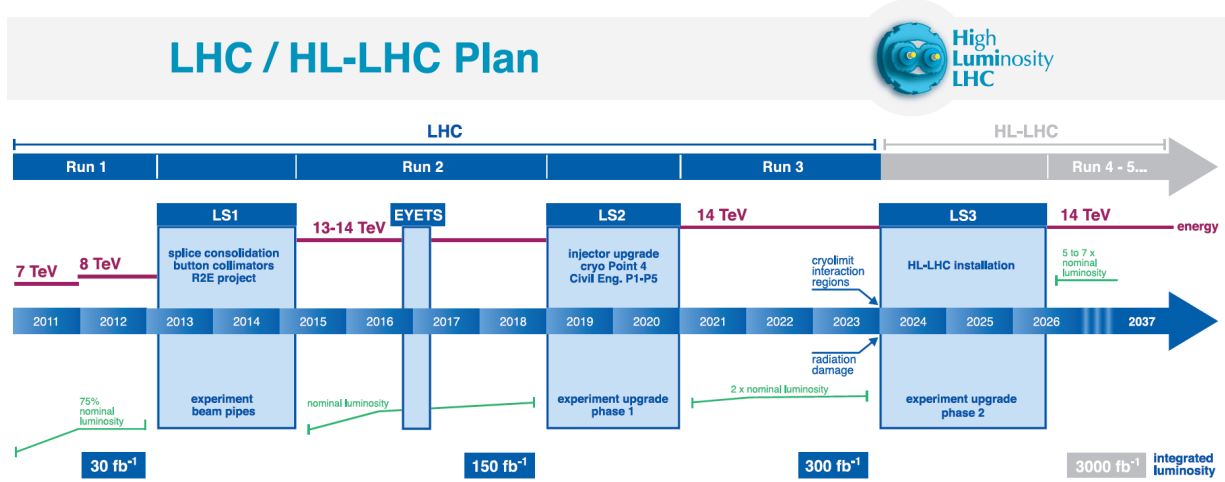 LHC / HL-LHC Plan
High
Luminosity
LHC
LHC
HL-LHC
Run 1
Run 2
Run 3
Run 4 - 5...
LS1
EYETS
LS2
14 TeV
LS3
14 TeV
13-14 TeV
energy
splice consolidation
button collimators
R2E project
injector upgrade
cryo Point 4
Civil Eng. P1-P5
HL-LHC installation
7 TeV
8 TeV
cryolimit
interaction
regions
5 to 7 x
nominal
luminosity
2011
2012
2013
2014
2015
2016
2017
2018
2019
2020
2021
2022
2023
2024
2025
2026
2037
radiation
damage
75%
nominal
luminosity
experiment
beam pipes
nominal luminosity
experiment upgrade
phase 1
2 x nominal luminosity
experiment upgrade
phase 2
30 fb⁻¹
150 fb⁻¹
300 fb⁻¹
3000 fb⁻¹
integrated
luminosity